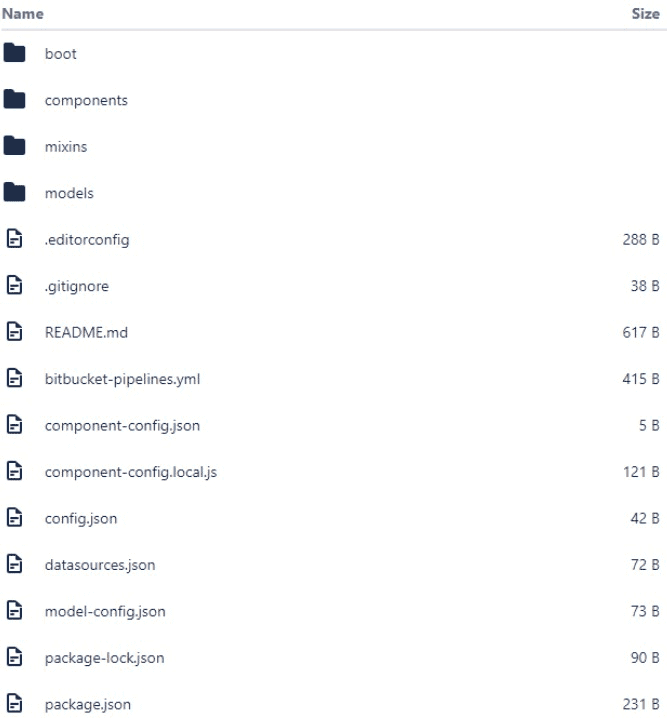 Name Size
boot
components
mixins
models
.editorconfig 288 B
.gitignore 38 B
README.md 617 B
bitbucket-pipelines.yml 415 B
component-config.json 5 B
component-config.local.js 121 B
config.json 42 B
datasources.json 72 B
model-config.json 73 B
package-lock.json 90 B
package.json 231 B